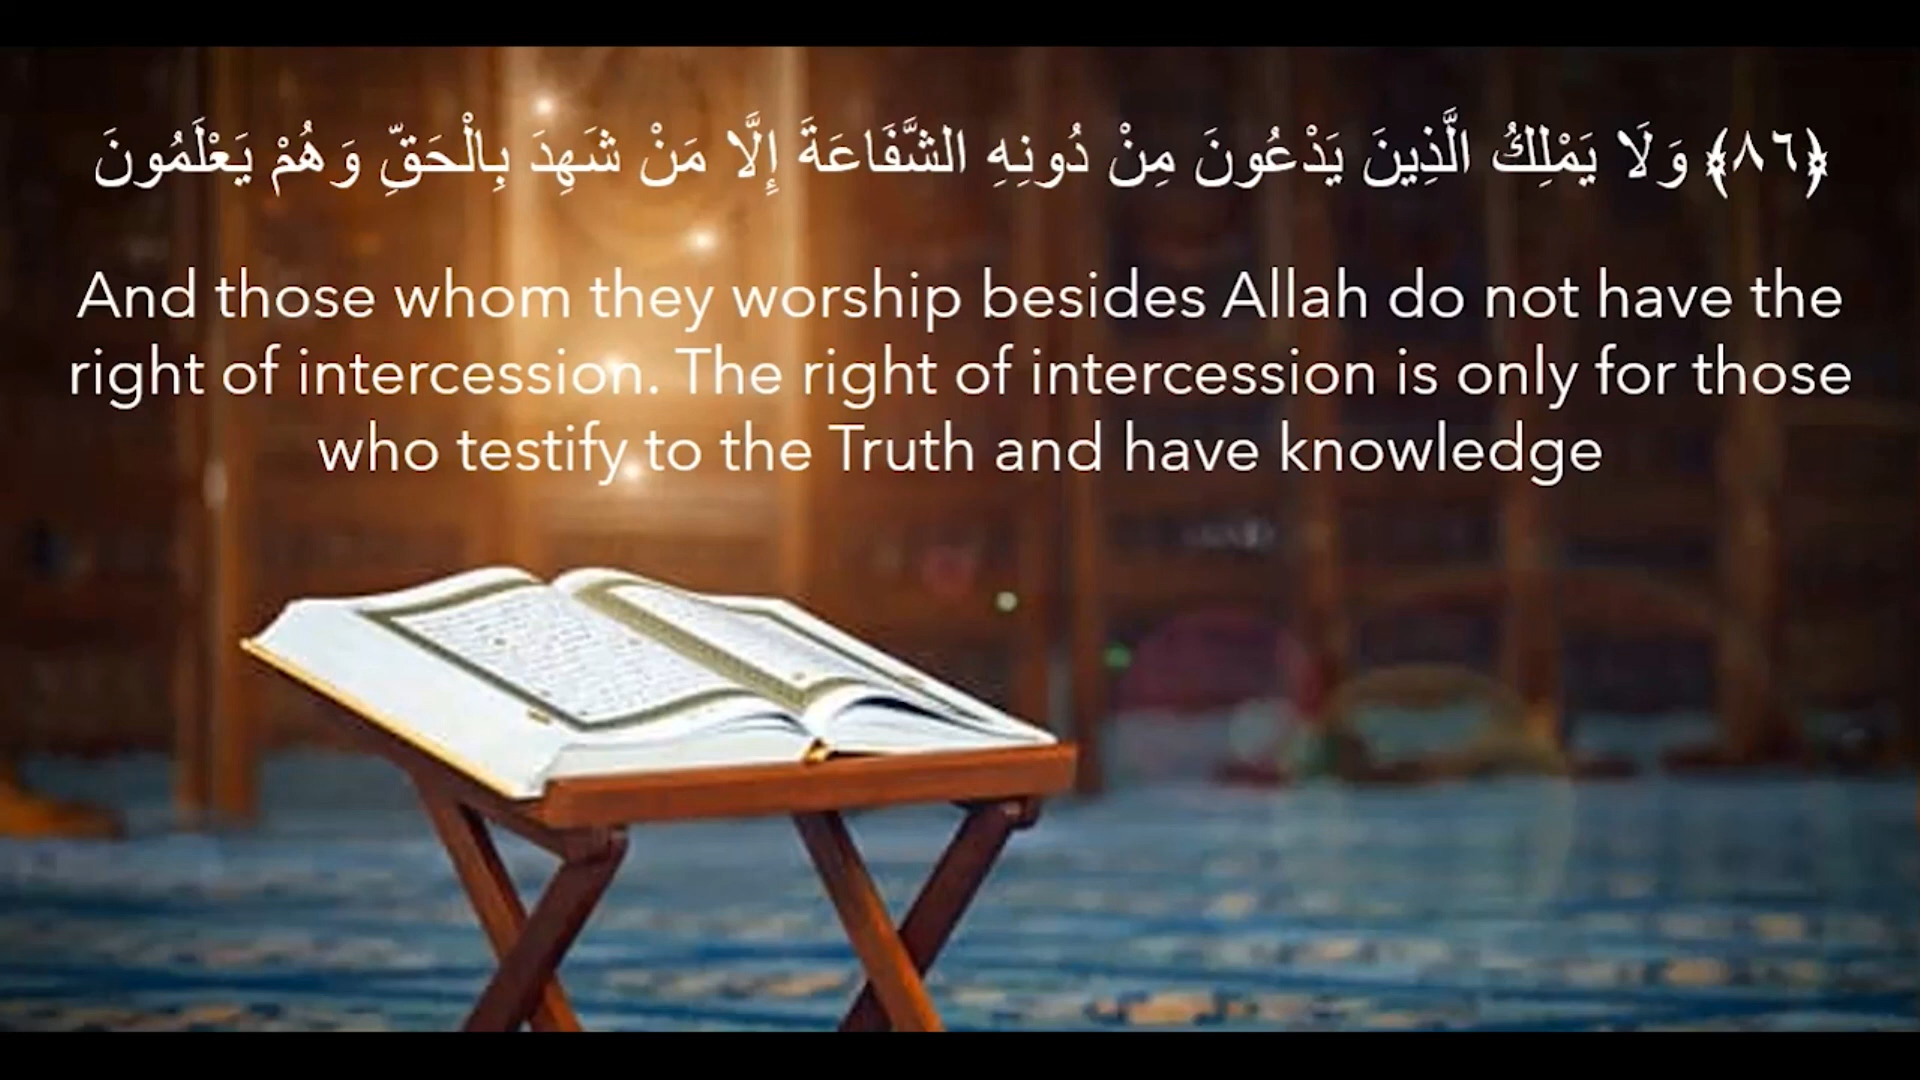 ﴿٨٦﴾ وَلَا يَمْلِكُ الَّذِينَ يَدْعُونَ مِنْ دُونِهِ الشَّفَاعَةَ إِلَّا مَنْ شَهِدَ بِالْحَقِّ وَهُمْ يَعْلَمُونَ
And those whom they worship besides Allah do not have the
right of intercession. The right of intercession is only for those
who testify to the Truth and have knowledge